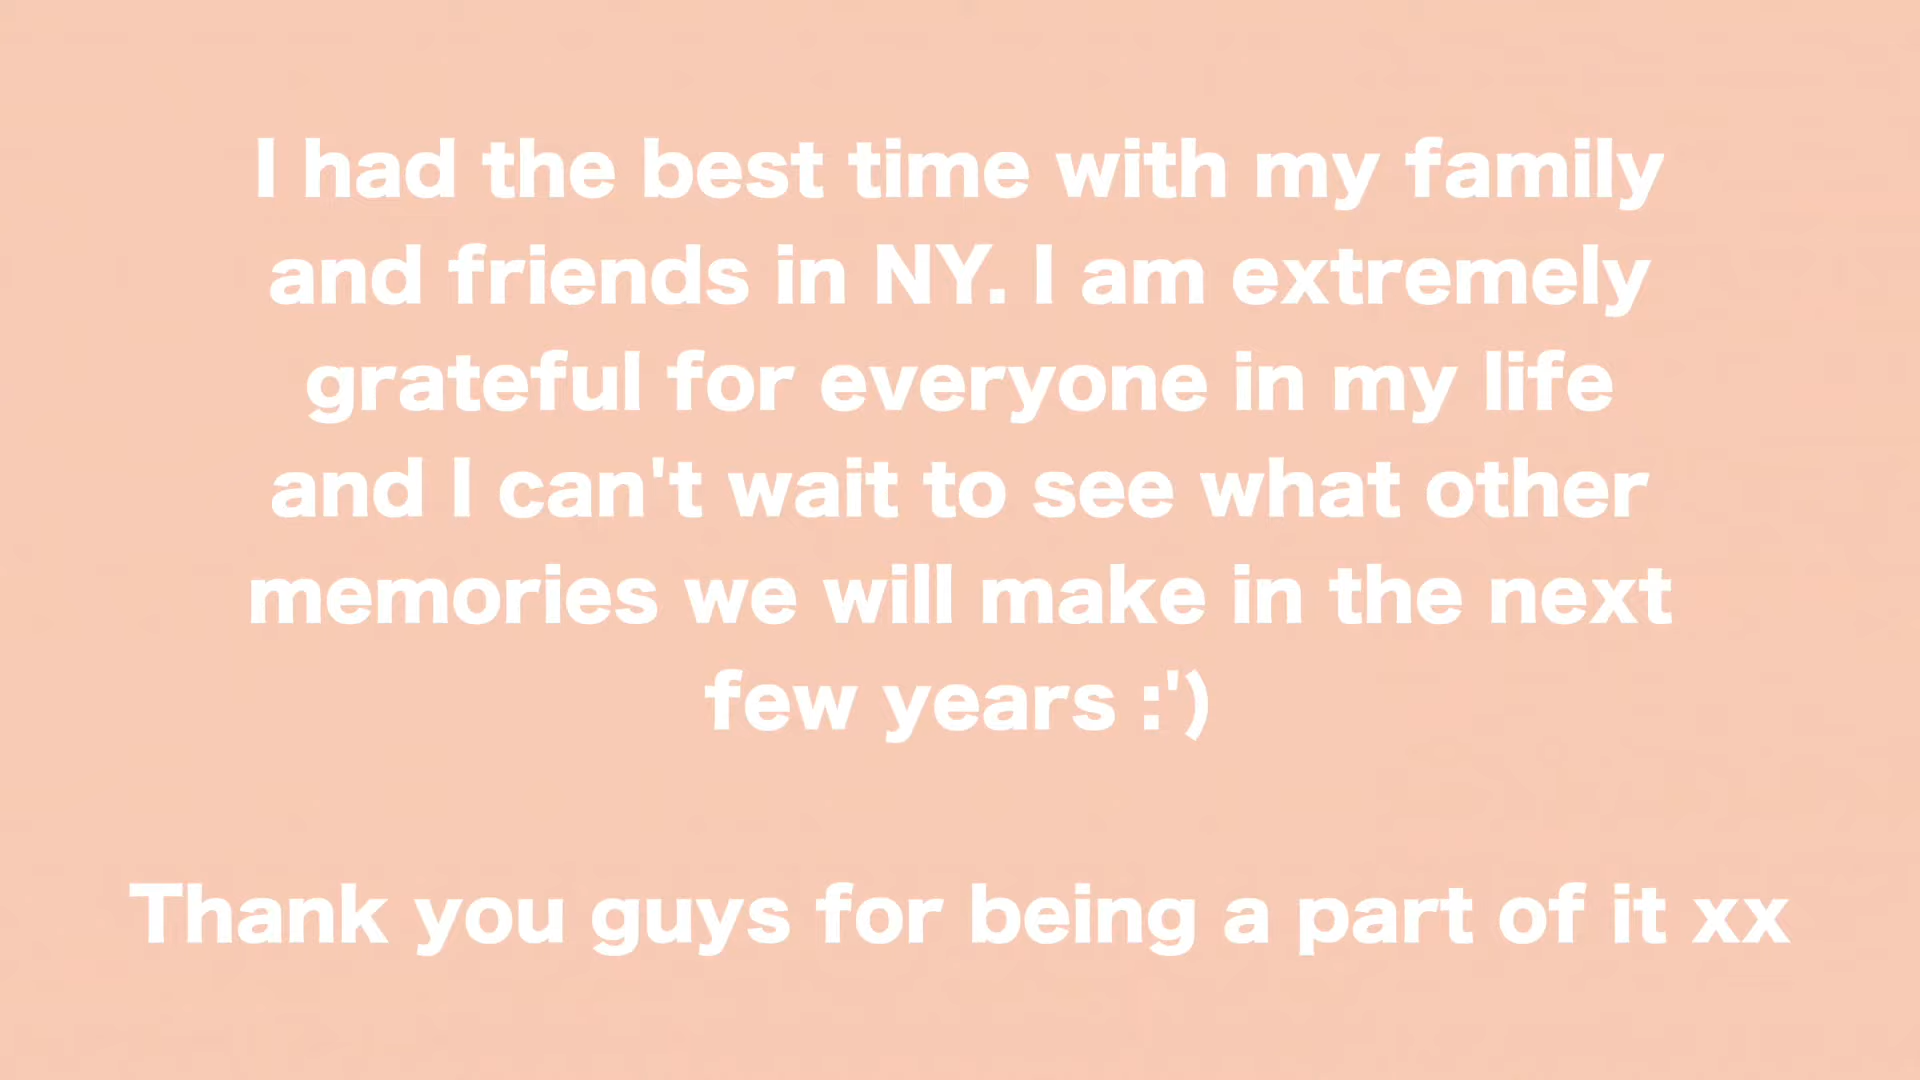 I had the best time with my family
and friends in NY. I am extremely
grateful for everyone in my life
and I can't wait to see what other
memories we will make in the next
few years :')
Thank you guys for being a part of it xx